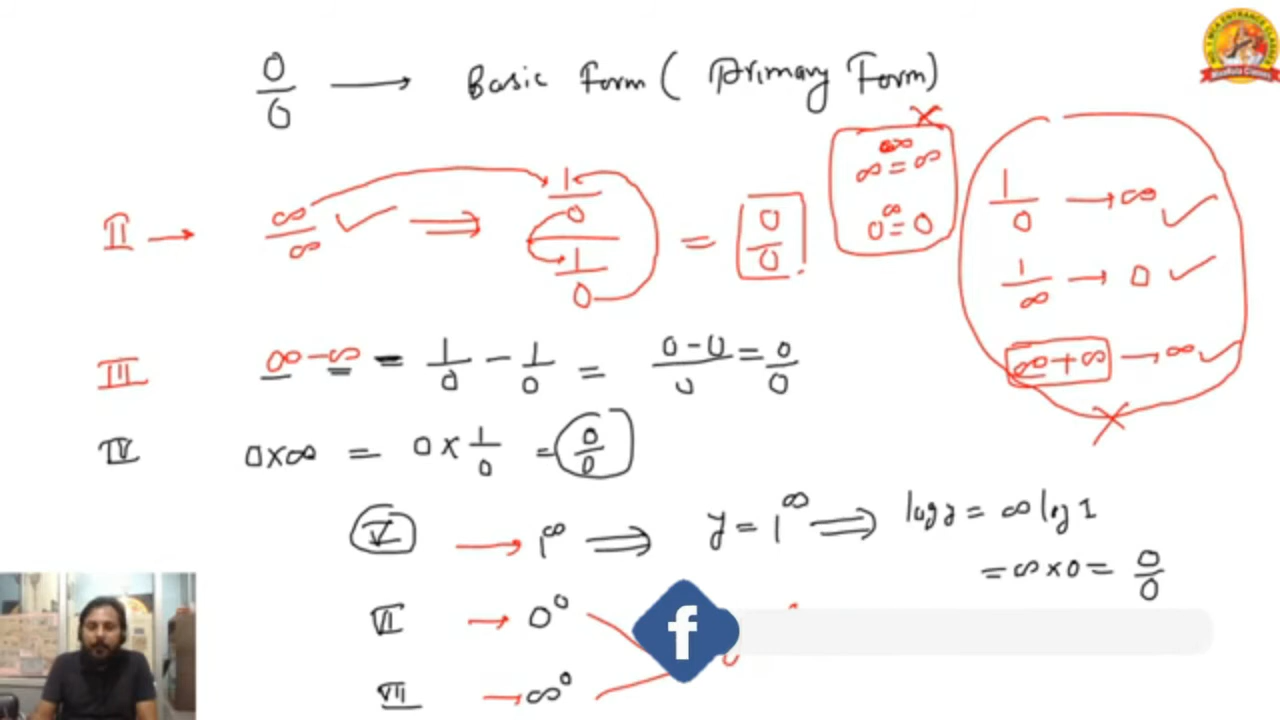 0/0 → Basic Form ( Primary Form)
II → ∞/∞ ✓ ⇒ (1/0)/(1/0) = 0/0
∞^∞ = ∞ ×
0^∞ = 0
1/0 → ∞ ✓
1/∞ → 0 ✓
∞+∞ → ∞ ✓
×
III ∞-∞ = 1/0 - 1/0 = (0-0)/0 = 0/0
IV 0×∞ = 0×1/0 = 0/0
V → 1^∞ ⇒ y = 1^∞ ⇒ log y = ∞ log 1
= ∞×0 = 0/0
VI → 0^0
VII → ∞^0
f